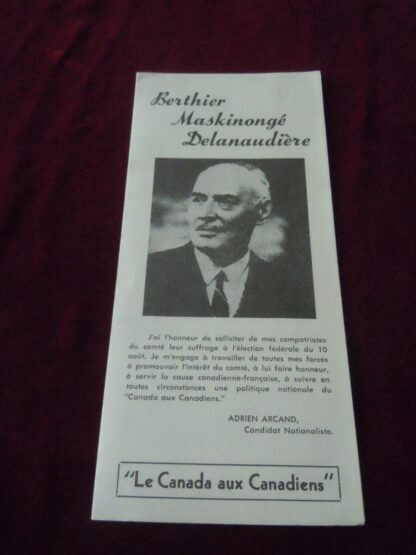 Berthier
Maskinongé
Delanaudière
J'ai l'honneur de solliciter de mes compatriotes
du comté leur suffrage à l'élection fédérale du 10
août. Je m'engage à travailler de toutes mes forces
à promouvoir l'intérêt du comté, à lui faire honneur,
à servir la cause canadienne-française, à suivre en
toutes circonstances une politique nationale du
"Canada aux Canadiens."
ADRIEN ARCAND,
Candidat Nationaliste.
"Le Canada aux Canadiens"